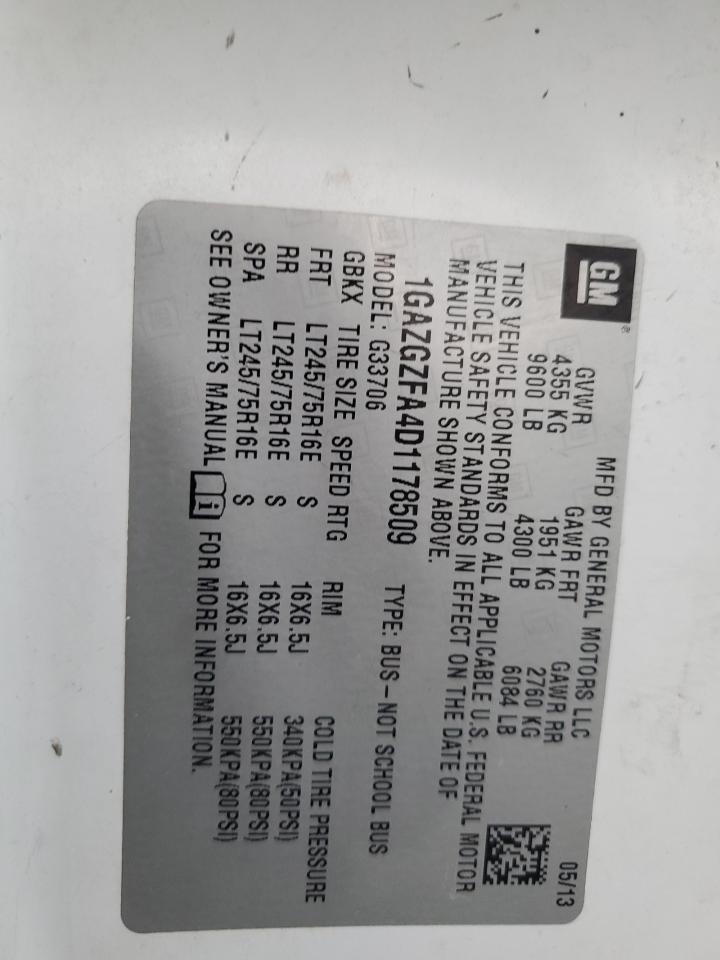 GM®
MFD BY GENERAL MOTORS LLC 05/13
GVWR GAWR FRT GAWR RR
4355 KG 1951 KG 2760 KG
9600 LB 4300 LB 6084 LB
THIS VEHICLE CONFORMS TO ALL APPLICABLE U.S. FEDERAL MOTOR
VEHICLE SAFETY STANDARDS IN EFFECT ON THE DATE OF
MANUFACTURE SHOWN ABOVE.
1GAZGZFA4D1178509 TYPE: BUS–NOT SCHOOL BUS
MODEL: G33706
GBKX TIRE SIZE SPEED RTG RIM COLD TIRE PRESSURE
FRT LT245/75R16E S 16X6.5J 340KPA(50PSI)
RR LT245/75R16E S 16X6.5J 550KPA(80PSI)
SPA LT245/75R16E S 16X6.5J 550KPA(80PSI)
SEE OWNER'S MANUAL i FOR MORE INFORMATION.